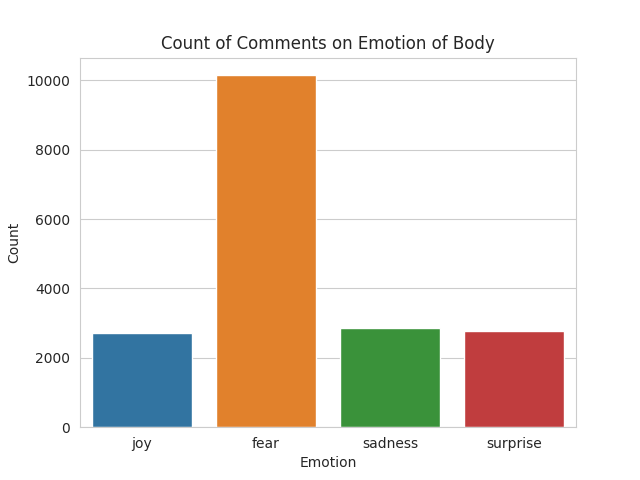 Count of Comments on Emotion of Body
10000
8000
6000
4000
2000
0
Count
joy fear sadness surprise
Emotion